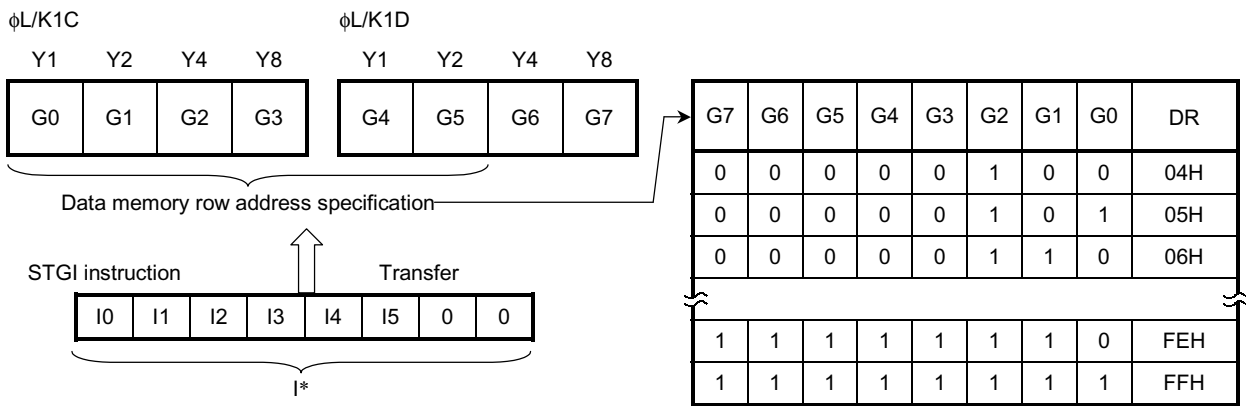 ϕL/K1C
Y1 Y2 Y4 Y8
G0 G1 G2 G3
ϕL/K1D
Y1 Y2 Y4 Y8
G4 G5 G6 G7
Data memory row address specification
STGI instruction Transfer
I0 I1 I2 I3 I4 I5 0 0
I*
G7 G6 G5 G4 G3 G2 G1 G0 DR
0 0 0 0 0 1 0 0 04H
0 0 0 0 0 1 0 1 05H
0 0 0 0 0 1 1 0 06H
1 1 1 1 1 1 1 0 FEH
1 1 1 1 1 1 1 1 FFH